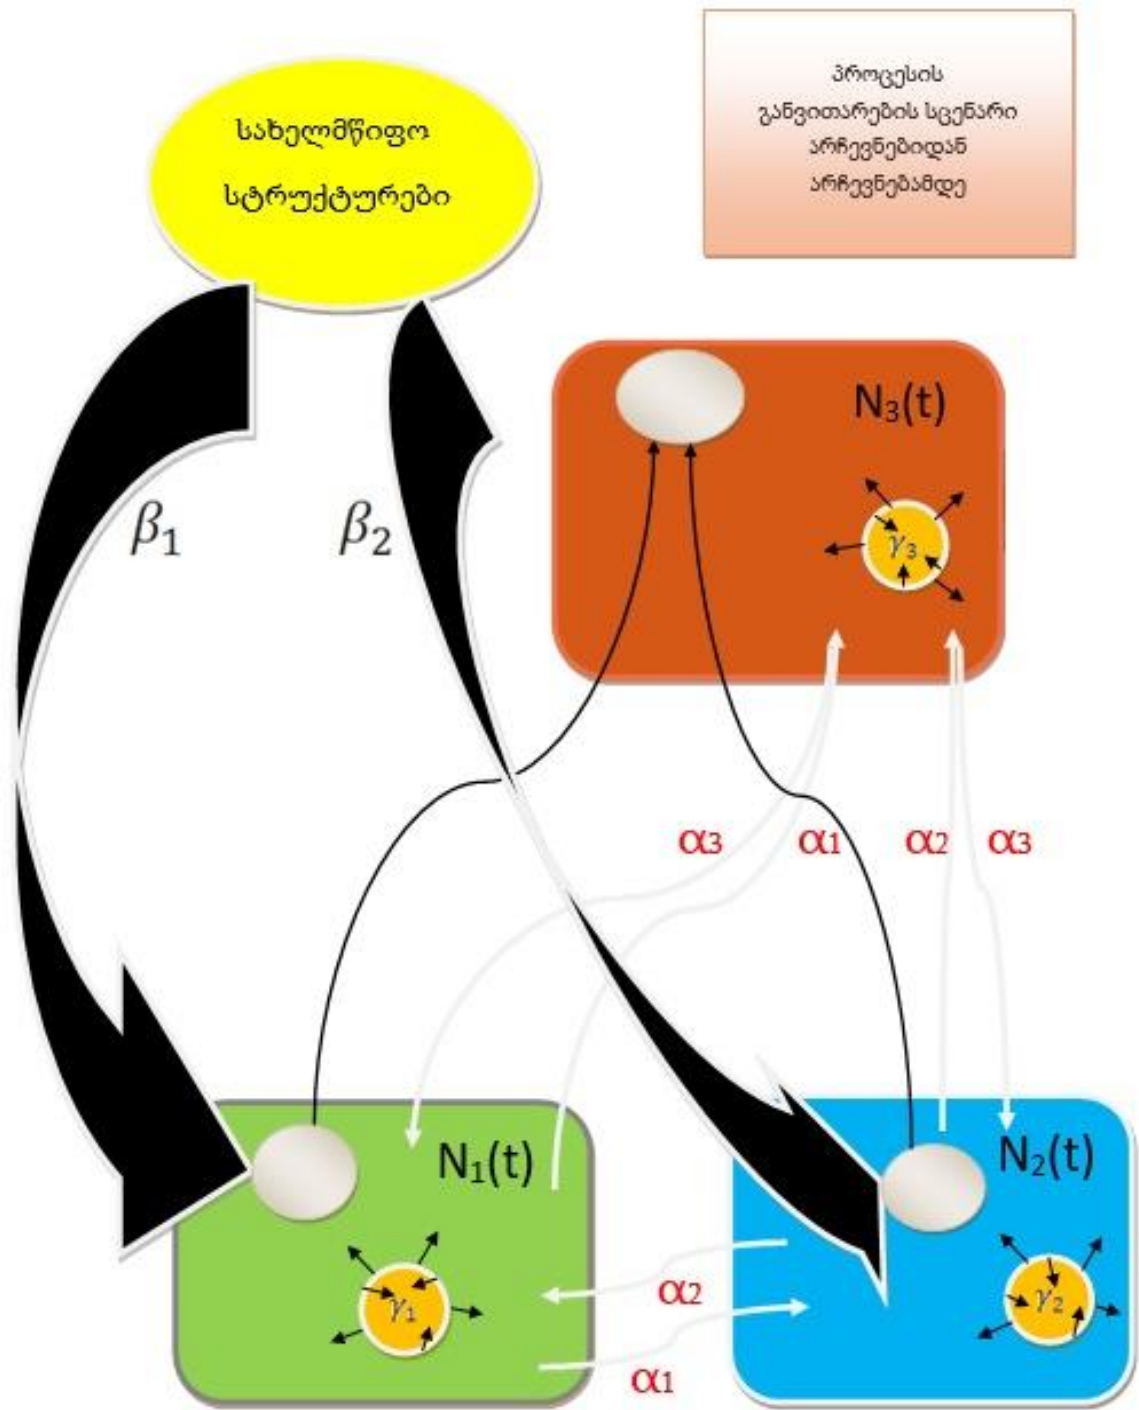 სახელმწიფო
სტრუქტურები
პროცესის
განვითარების სცენარი
არჩევნებიდან
არჩევნებამდე
N₃(t)
β₁
β₂
γ₃
α3
α1
α2
α3
N₁(t)
N₂(t)
γ₁
γ₂
α2
α1